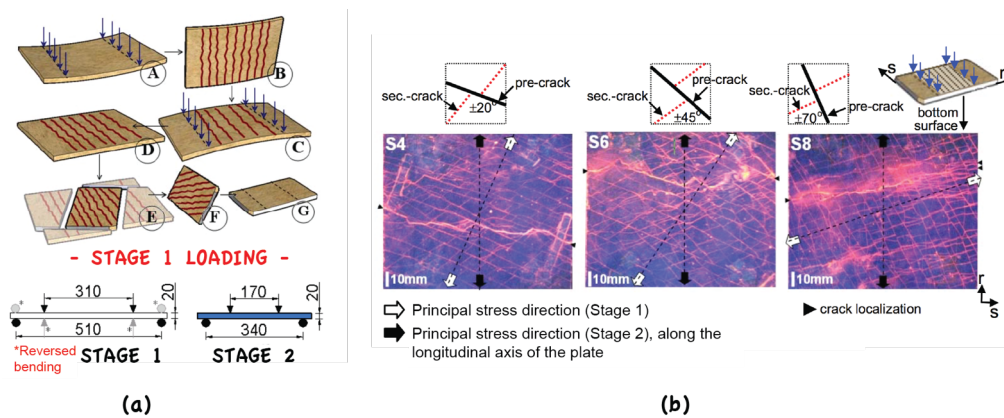 A
B
C
D
E
F
G
- STAGE 1 LOADING -
310
20
510
STAGE 1
*Reversed
bending
*
*
*
*
170
20
340
STAGE 2
(a)
sec.-crack
pre-crack
±20°
sec.-crack
pre-crack
±45°
sec.-crack
pre-crack
±70°
S
r
bottom
surface
S4
10mm
S6
10mm
S8
10mm
r
S
Principal stress direction (Stage 1)
Principal stress direction (Stage 2), along the
longitudinal axis of the plate
crack localization
(b)